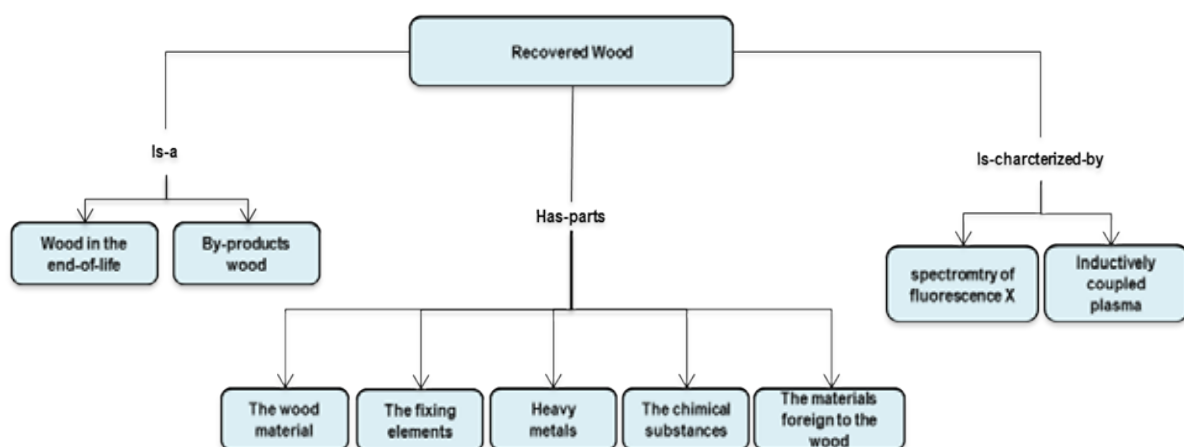 Recovered Wood
Is-a
Is-charcterized-by
Has-parts
Wood in the
end-of-life
By-products
wood
spectromtry of
fluorescence X
Inductively
coupled
plasma
The wood
material
The fixing
elements
Heavy
metals
The chimical
substances
The materials
foreign to the
wood